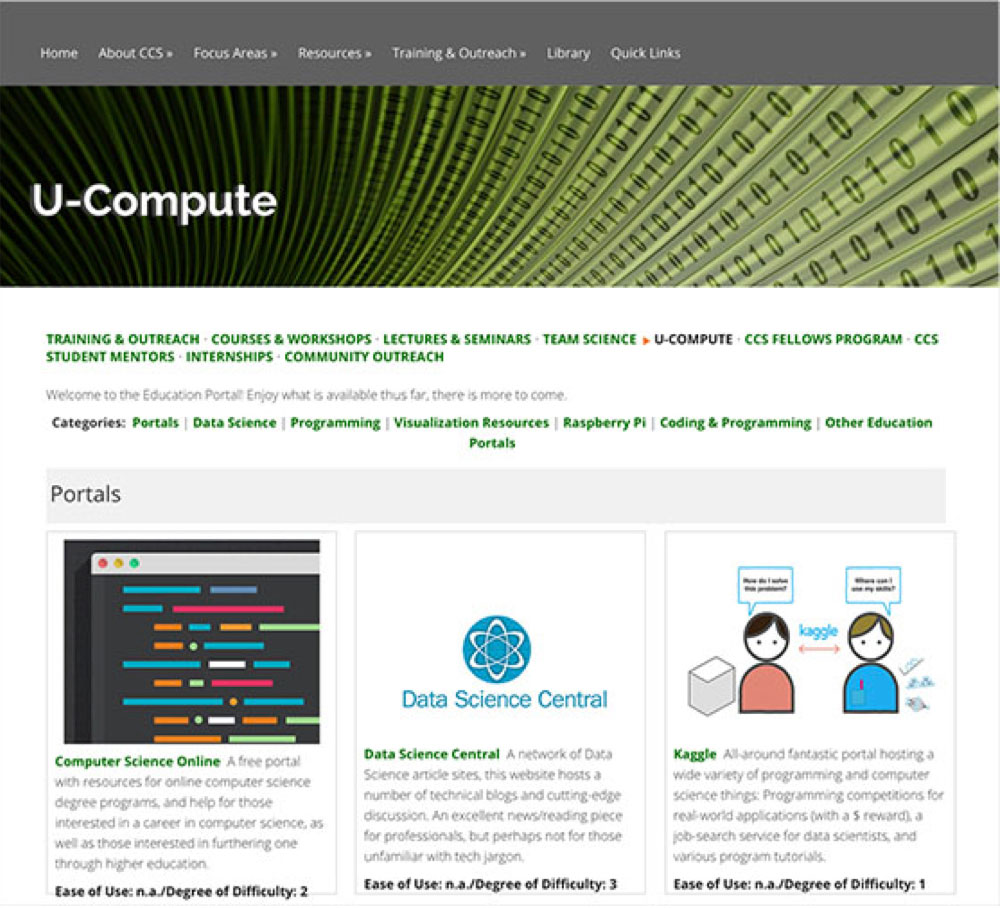 Home About CCS » Focus Areas » Resources » Training & Outreach » Library Quick Links
U-Compute
TRAINING & OUTREACH · COURSES & WORKSHOPS · LECTURES & SEMINARS · TEAM SCIENCE ▸ U-COMPUTE · CCS FELLOWS PROGRAM · CCS
STUDENT MENTORS · INTERNSHIPS · COMMUNITY OUTREACH
Welcome to the Education Portal! Enjoy what is available thus far, there is more to come.
Categories: Portals | Data Science | Programming | Visualization Resources | Raspberry Pi | Coding & Programming | Other Education
Portals
Portals
Computer Science Online A free portal
with resources for online computer science
degree programs, and help for those
interested in a career in computer science, as
well as those interested in furthering one
through higher education.
Ease of Use: n.a./Degree of Difficulty: 2
Data Science Central
Data Science Central A network of Data
Science article sites, this website hosts a
number of technical blogs and cutting-edge
discussion. An excellent news/reading piece
for professionals, but perhaps not for those
unfamiliar with tech jargon.
Ease of Use: n.a./Degree of Difficulty: 3
How do I solve
this problem?
Where can I
use my skills?
kaggle
Kaggle All-around fantastic portal hosting a
wide variety of programming and computer
science things: Programming competitions for
real-world applications (with a $ reward), a
job-search service for data scientists, and
various program tutorials.
Ease of Use: n.a./Degree of Difficulty: 1